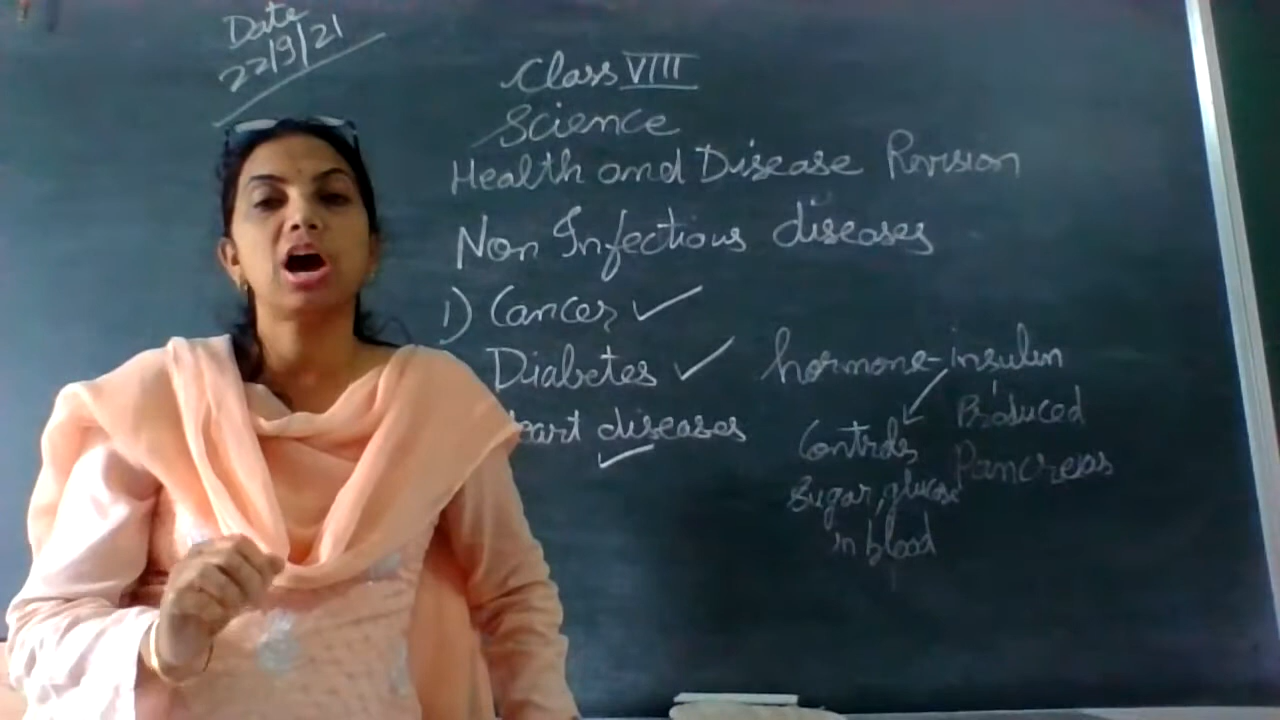 Date
22/9/21
Class VIII
Science
Health and Disease Revision
Non Infectious diseases
1) Cancer ✓
Diabetes ✓ hormone-insulin
eart diseases ✓
Produced
Pancreas
Controls
Sugar, glucose
in blood